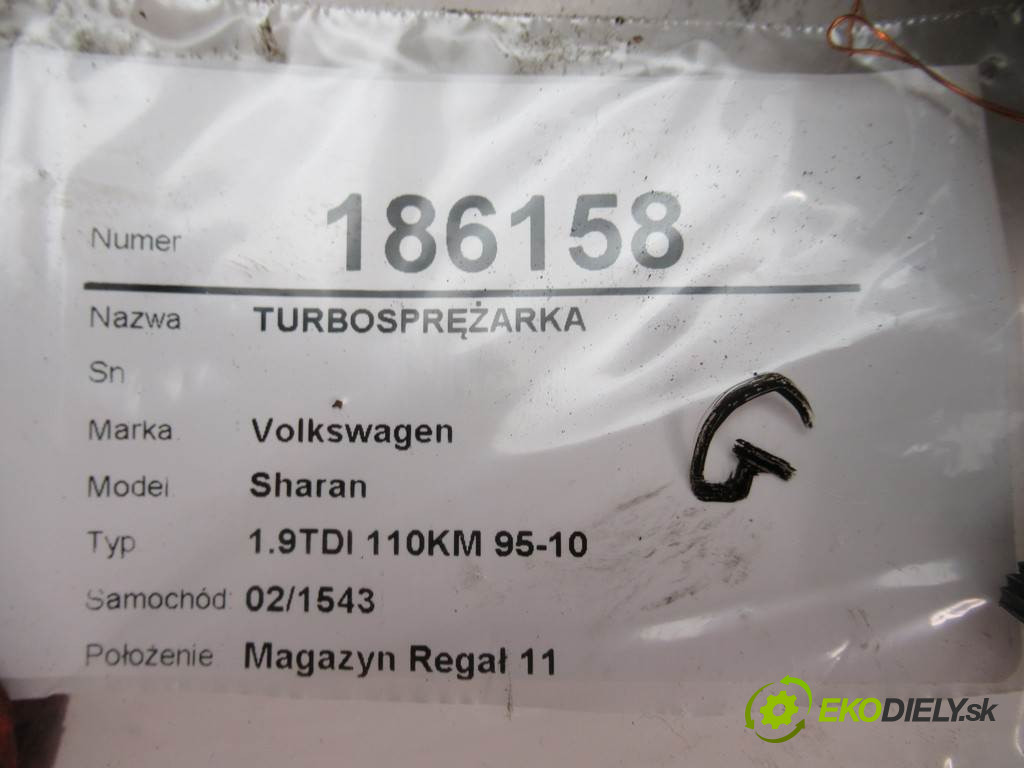 Numer 186158
Nazwa TURBOSPRĘŻARKA
Sn
Marka Volkswagen
Model Sharan
Typ 1.9TDI 110KM 95-10
Samochód: 02/1543
Położenie Magazyn Regał 11
G
EKODIELY.sk